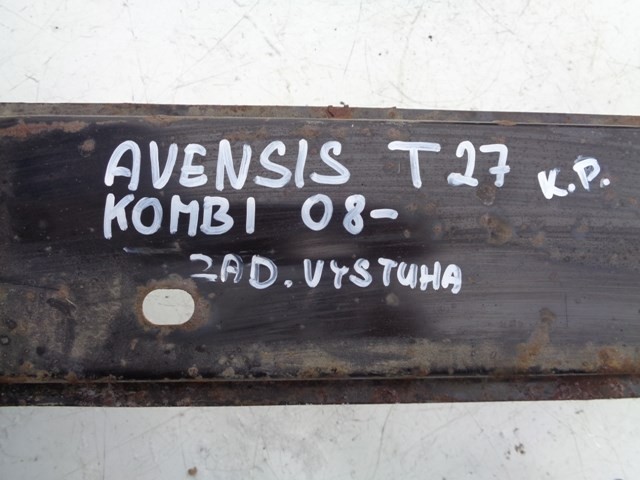 AVENSIS T27 K.P.
KOMBI 08-
ZAD. VYSTUHA